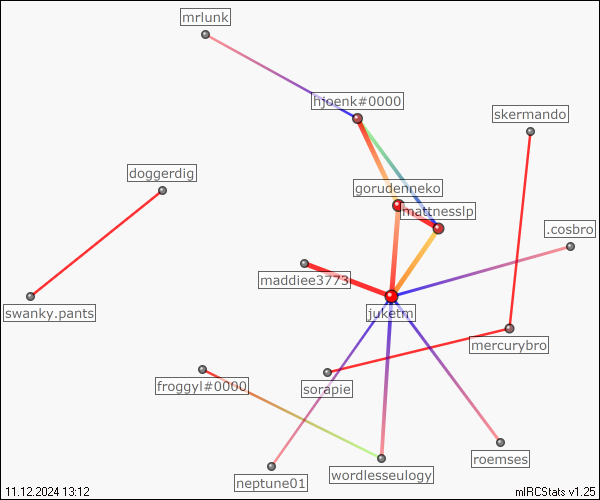 mrlunk
hjoenk#0000
skermando
doggerdig
gorudenneko
mattnesslp
.cosbro
maddiee3773
swanky.pants
juketm
mercurybro
froggyl#0000
sorapie
roemses
wordlesseulogy
neptune01
11.12.2024 13:12
mIRCStats v1.25